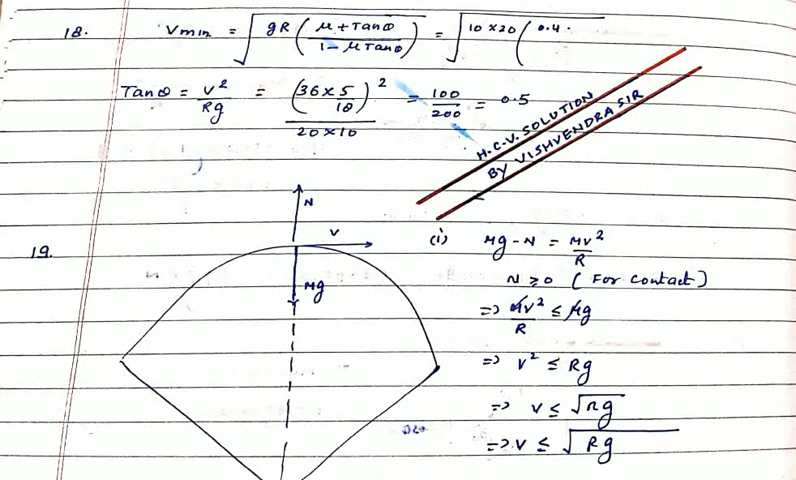 18. Vmin = √gR (μ + Tanθ / 1 - μ Tanθ) = √10 × 20 (0.4.
Tanθ = V² / Rg = (36 × 5/18)² / 20 × 10 = 100 / 200 = 0.5
H.C.V. SOLUTION
BY VISHVENDRA SIR
19.
N
V
Mg
(i) Mg - N = MV² / R
N ≥ 0 ( For Contact )
=> MV² / R ≤ Mg
=> V² ≤ Rg
=> V ≤ √Rg
=> V ≤ √Rg